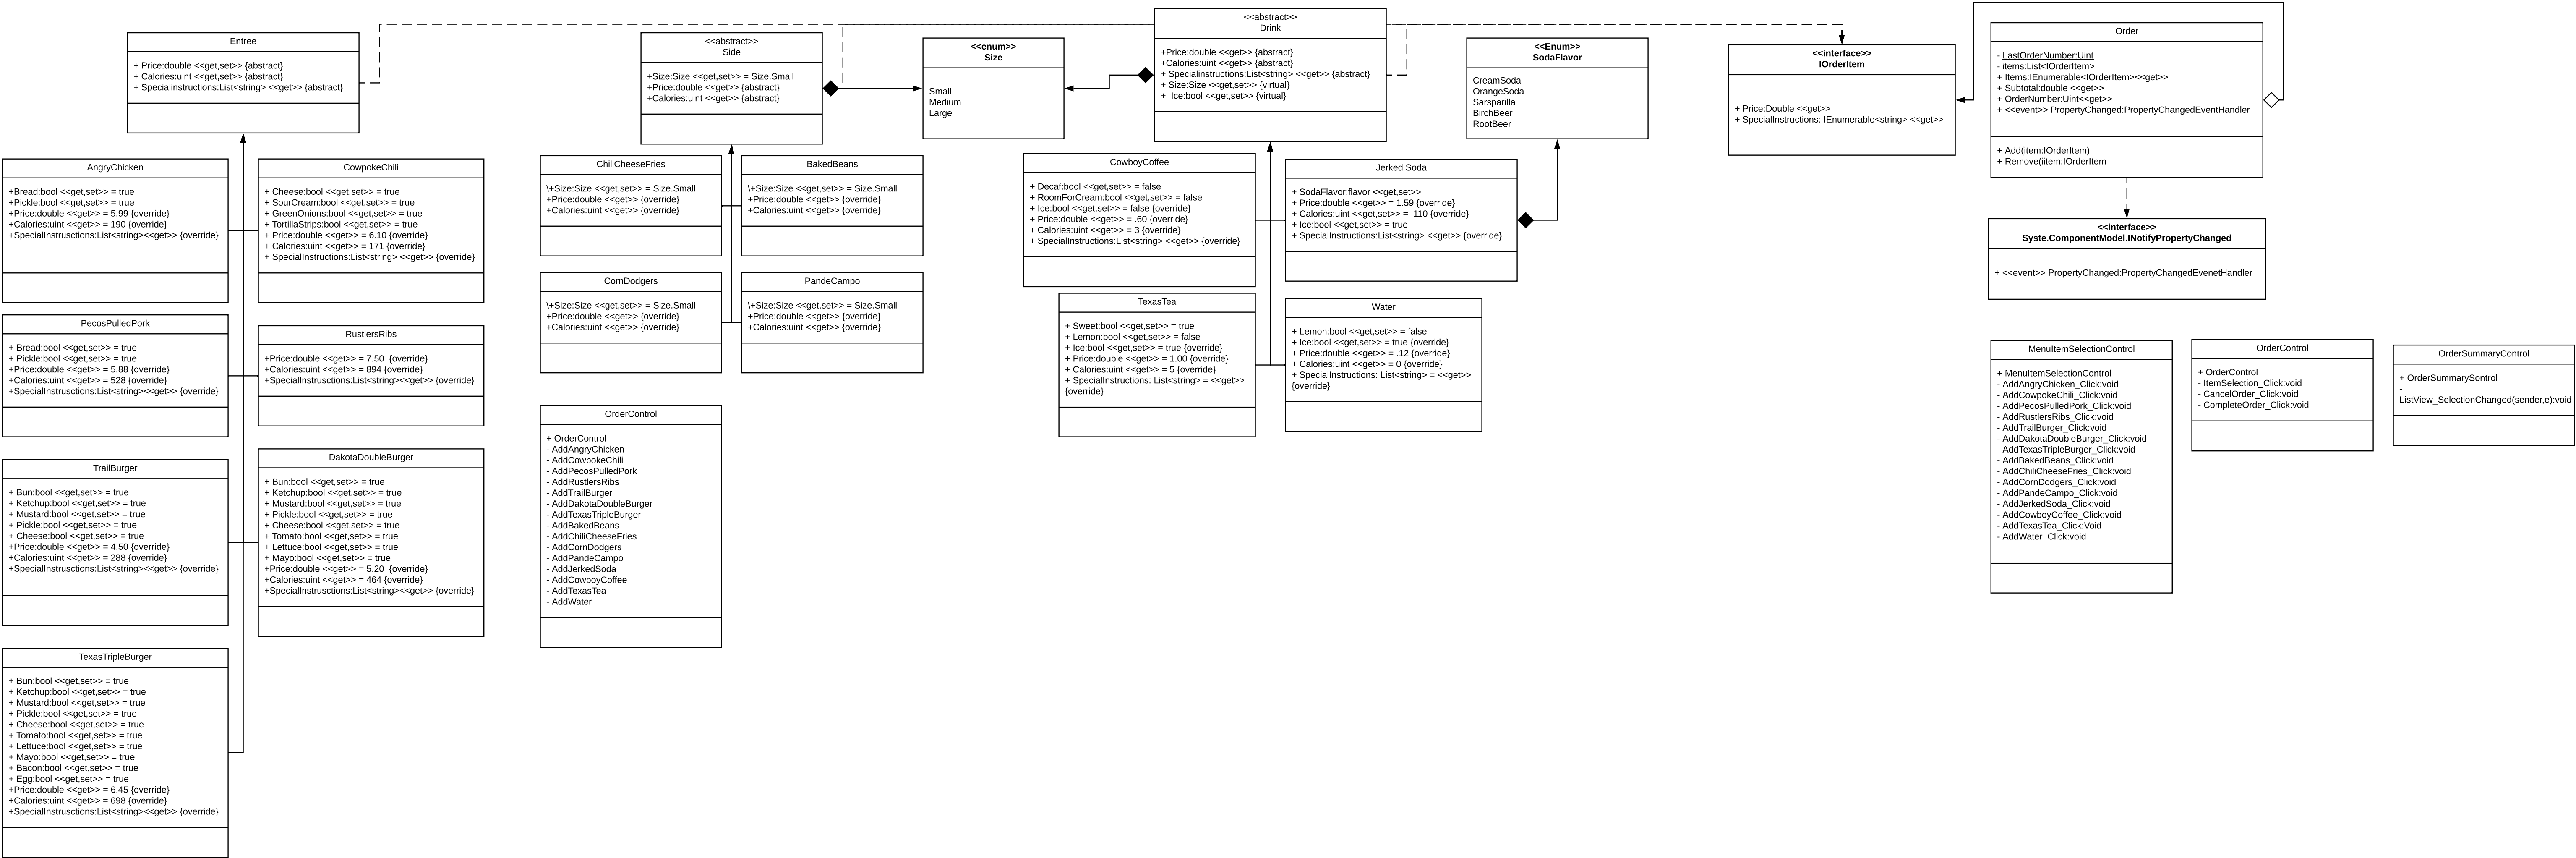 Entree
+ Price:double <<get,set>> {abstract}
+ Calories:uint <<get,set>> {abstract}
+ Specialinstructions:List<string> <<get>> {abstract}
<<abstract>>
Side
+Size:Size <<get,set>> = Size.Small
+Price:double <<get>> {abstract}
+Calories:uint <<get>> {abstract}
<<enum>>
Size
Small
Medium
Large
<<abstract>>
Drink
+Price:double <<get>> {abstract}
+Calories:uint <<get>> {abstract}
+ Specialinstructions:List<string> <<get>> {abstract}
+ Size:Size <<get,set>> {virtual}
+  Ice:bool <<get,set>> {virtual}
<<Enum>>
SodaFlavor
CreamSoda
OrangeSoda
Sarsparilla
BirchBeer
RootBeer
<<interface>>
IOrderItem
+ Price:Double <<get>>
+ SpecialInstructions: IEnumerable<string> <<get>>
Order
- LastOrderNumber:Uint
- items:List<IOrderItem>
+ Items:IEnumerable<IOrderItem><<get>>
+ Subtotal:double <<get>>
+ OrderNumber:Uint<<get>>
+ <<event>> PropertyChanged:PropertyChangedEventHandler
+ Add(item:IOrderItem)
+ Remove(iitem:IOrderItem
AngryChicken
+Bread:bool <<get,set>> = true
+Pickle:bool <<get,set>> = true
+Price:double <<get>> = 5.99 {override}
+Calories:uint <<get>> = 190 {override}
+SpecialInstrusctions:List<string><<get>> {override}
CowpokeChili
+ Cheese:bool <<get,set>> = true
+ SourCream:bool <<get,set>> = true
+ GreenOnions:bool <<get,set>> = true
+ TortillaStrips:bool <<get,set>> = true
+ Price:double <<get>> = 6.10 {override}
+ Calories:uint <<get>> = 171 {override}
+ SpecialInstructions:List<string> <<get>> {override}
ChiliCheeseFries
\+Size:Size <<get,set>> = Size.Small
+Price:double <<get>> {override}
+Calories:uint <<get>> {override}
BakedBeans
\+Size:Size <<get,set>> = Size.Small
+Price:double <<get>> {override}
+Calories:uint <<get>> {override}
CowboyCoffee
+ Decaf:bool <<get,set>> = false
+ RoomForCream:bool <<get,set>> = false
+ Ice:bool <<get,set>> = false {override}
+ Price:double <<get>> = .60 {override}
+ Calories:uint <<get>> = 3 {override}
+ SpecialInstructions:List<string> <<get>> {override}
Jerked Soda
+ SodaFlavor:flavor <<get,set>>
+ Price:double <<get>> = 1.59 {override}
+ Calories:uint <<get,set>> =  110 {override}
+ Ice:bool <<get,set>> = true
+ SpecialInstructions:List<string> <<get>> {override}
<<interface>>
Syste.ComponentModel.INotifyPropertyChanged
+ <<event>> PropertyChanged:PropertyChangedEvenetHandler
CornDodgers
\+Size:Size <<get,set>> = Size.Small
+Price:double <<get>> {override}
+Calories:uint <<get>> {override}
PandeCampo
\+Size:Size <<get,set>> = Size.Small
+Price:double <<get>> {override}
+Calories:uint <<get>> {override}
TexasTea
+ Sweet:bool <<get,set>> = true
+ Lemon:bool <<get,set>> = false
+ Ice:bool <<get,set>> = true {override}
+ Price:double <<get>> = 1.00 {override}
+ Calories:uint <<get>> = 5 {override}
+ SpecialInstructions: List<string> = <<get>>
{override}
Water
+ Lemon:bool <<get,set>> = false
+ Ice:bool <<get,set>> = true {override}
+ Price:double <<get>> = .12 {override}
+ Calories:uint <<get>> = 0 {override}
+ SpecialInstructions: List<string> = <<get>>
{override}
PecosPulledPork
+ Bread:bool <<get,set>> = true
+ Pickle:bool <<get,set>> = true
+Price:double <<get>> = 5.88 {override}
+Calories:uint <<get>> = 528 {override}
+SpecialInstrusctions:List<string><<get>> {override}
RustlersRibs
+Price:double <<get>> = 7.50  {override}
+Calories:uint <<get>> = 894 {override}
+SpecialInstrusctions:List<string><<get>> {override}
MenuItemSelectionControl
+ MenuItemSelectionControl
- AddAngryChicken_Click:void
- AddCowpokeChili_Click:void
- AddPecosPulledPork_Click:void
- AddRustlersRibs_Click:void
- AddTrailBurger_Click:void
- AddDakotaDoubleBurger_Click:void
- AddTexasTripleBurger_Click:void
- AddBakedBeans_Click:void
- AddChiliCheeseFries_Click:void
- AddCornDodgers_Click:void
- AddPandeCampo_Click:void
- AddJerkedSoda_Click:void
- AddCowboyCoffee_Click:void
- AddTexasTea_Click:Void
- AddWater_Click:void
OrderControl
+ OrderControl
- ItemSelection_Click:void
- CancelOrder_Click:void
- CompleteOrder_Click:void
OrderSummaryControl
+ OrderSummarySontrol
-
ListView_SelectionChanged(sender,e):void
OrderControl
+ OrderControl
- AddAngryChicken
- AddCowpokeChili
- AddPecosPulledPork
- AddRustlersRibs
- AddTrailBurger
- AddDakotaDoubleBurger
- AddTexasTripleBurger
- AddBakedBeans
- AddChiliCheeseFries
- AddCornDodgers
- AddPandeCampo
- AddJerkedSoda
- AddCowboyCoffee
- AddTexasTea
- AddWater
TrailBurger
+ Bun:bool <<get,set>> = true
+ Ketchup:bool <<get,set>> = true
+ Mustard:bool <<get,set>> = true
+ Pickle:bool <<get,set>> = true
+ Cheese:bool <<get,set>> = true
+Price:double <<get>> = 4.50 {override}
+Calories:uint <<get>> = 288 {override}
+SpecialInstrusctions:List<string><<get>> {override}
DakotaDoubleBurger
+ Bun:bool <<get,set>> = true
+ Ketchup:bool <<get,set>> = true
+ Mustard:bool <<get,set>> = true
+ Pickle:bool <<get,set>> = true
+ Cheese:bool <<get,set>> = true
+ Tomato:bool <<get,set>> = true
+ Lettuce:bool <<get,set>> = true
+ Mayo:bool <<get,set>> = true
+Price:double <<get>> = 5.20  {override}
+Calories:uint <<get>> = 464 {override}
+SpecialInstrusctions:List<string><<get>> {override}
TexasTripleBurger
+ Bun:bool <<get,set>> = true
+ Ketchup:bool <<get,set>> = true
+ Mustard:bool <<get,set>> = true
+ Pickle:bool <<get,set>> = true
+ Cheese:bool <<get,set>> = true
+ Tomato:bool <<get,set>> = true
+ Lettuce:bool <<get,set>> = true
+ Mayo:bool <<get,set>> = true
+ Bacon:bool <<get,set>> = true
+ Egg:bool <<get,set>> = true
+Price:double <<get>> = 6.45 {override}
+Calories:uint <<get>> = 698 {override}
+SpecialInstrusctions:List<string><<get>> {override}